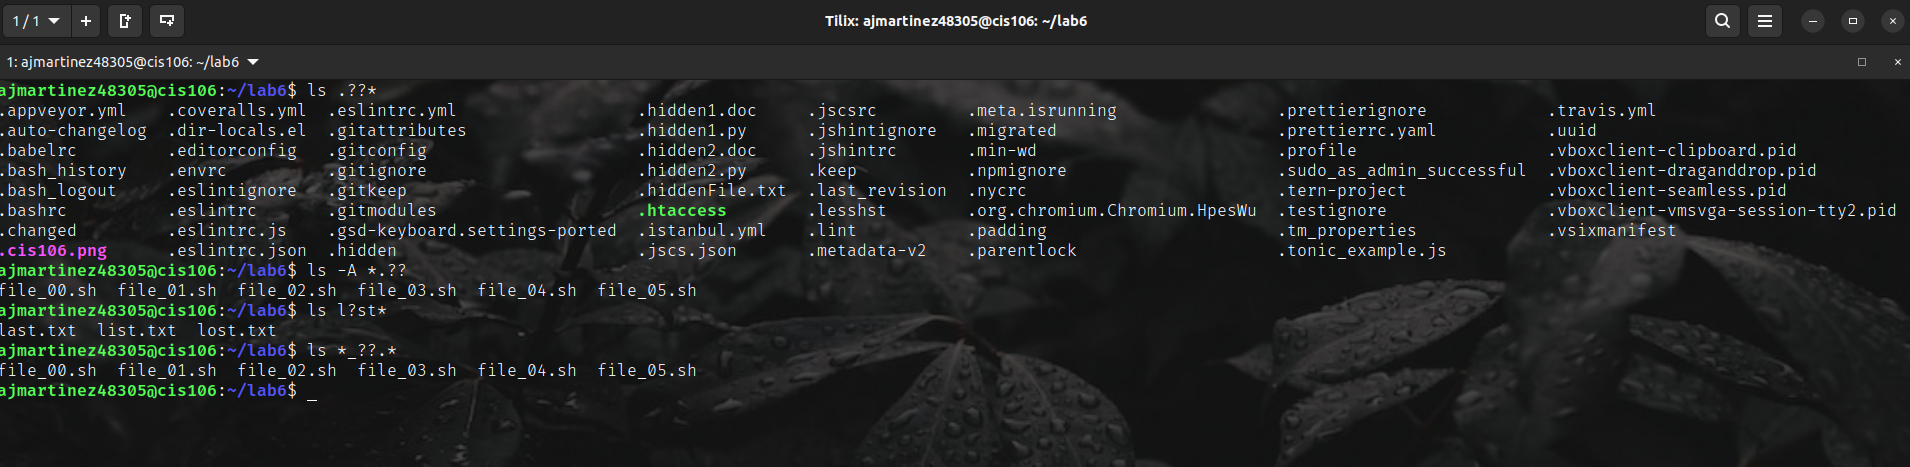 1 / 1
Tilix: ajmartinez48305@cis106: ~/lab6
1: ajmartinez48305@cis106: ~/lab6
ajmartinez48305@cis106:~/lab6$ ls .??*
.appveyor.yml .coveralls.yml .eslintrc.yml .hidden1.doc .jscsrc .meta.isrunning .prettierignore .travis.yml
.auto-changelog .dir-locals.el .gitattributes .hidden1.py .jshintignore .migrated .prettierrc.yaml .uuid
.babelrc .editorconfig .gitconfig .hidden2.doc .jshintrc .min-wd .profile .vboxclient-clipboard.pid
.bash_history .envrc .gitignore .hidden2.py .keep .npmignore .sudo_as_admin_successful .vboxclient-draganddrop.pid
.bash_logout .eslintignore .gitkeep .hiddenFile.txt .last_revision .nycrc .tern-project .vboxclient-seamless.pid
.bashrc .eslintrc .gitmodules .htaccess .lesshst .org.chromium.Chromium.HpesWu .testignore .vboxclient-vmsvga-session-tty2.pid
.changed .eslintrc.js .gsd-keyboard.settings-ported .istanbul.yml .lint .padding .tm_properties .vsixmanifest
.cis106.png .eslintrc.json .hidden .jscs.json .metadata-v2 .parentlock .tonic_example.js
ajmartinez48305@cis106:~/lab6$ ls -A *.??
file_00.sh file_01.sh file_02.sh file_03.sh file_04.sh file_05.sh
ajmartinez48305@cis106:~/lab6$ ls l?st*
last.txt list.txt lost.txt
ajmartinez48305@cis106:~/lab6$ ls *_??.*
file_00.sh file_01.sh file_02.sh file_03.sh file_04.sh file_05.sh
ajmartinez48305@cis106:~/lab6$ _